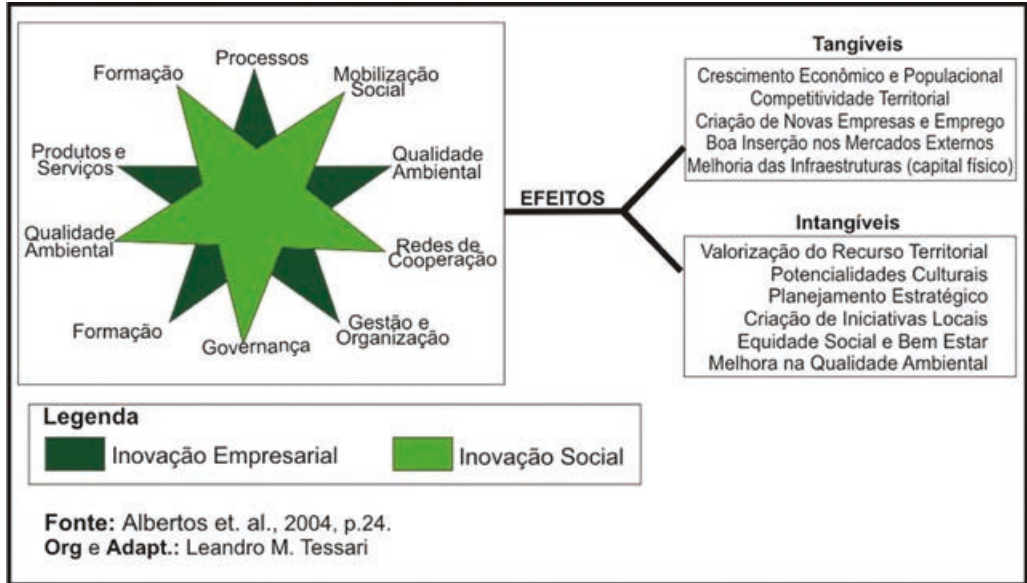 Processos
Formação
Mobilização
Social
Produtos e
Serviços
Qualidade
Ambiental
Qualidade
Ambiental
Redes de
Cooperação
Formação
Governança
Gestão e
Organização
EFEITOS
Tangíveis
Crescimento Econômico e Populacional
Competitividade Territorial
Criação de Novas Empresas e Emprego
Boa Inserção nos Mercados Externos
Melhoria das Infraestruturas (capital físico)
Intangíveis
Valorização do Recurso Territorial
Potencialidades Culturais
Planejamento Estratégico
Criação de Iniciativas Locais
Equidade Social e Bem Estar
Melhora na Qualidade Ambiental
Legenda
Inovação Empresarial
Inovação Social
Fonte: Albertos et. al., 2004, p.24.
Org e Adapt.: Leandro M. Tessari